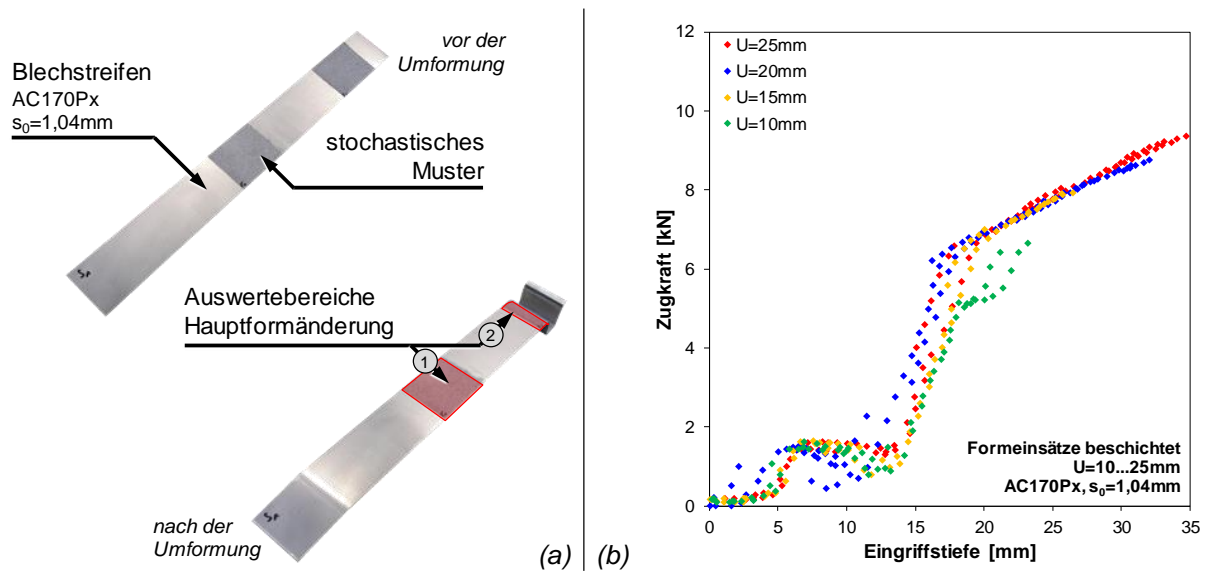 vor der
Umformung
Blechstreifen
AC170Px
s₀=1,04mm
stochastisches
Muster
Auswertebereiche
Hauptformänderung
1
2
nach der
Umformung
(a)
(b)
12
10
8
6
4
2
0
Zugkraft [kN]
U=25mm
U=20mm
U=15mm
U=10mm
Formeinsätze beschichtet
U=10...25mm
AC170Px, s₀=1,04mm
0 5 10 15 20 25 30 35
Eingriffstiefe [mm]